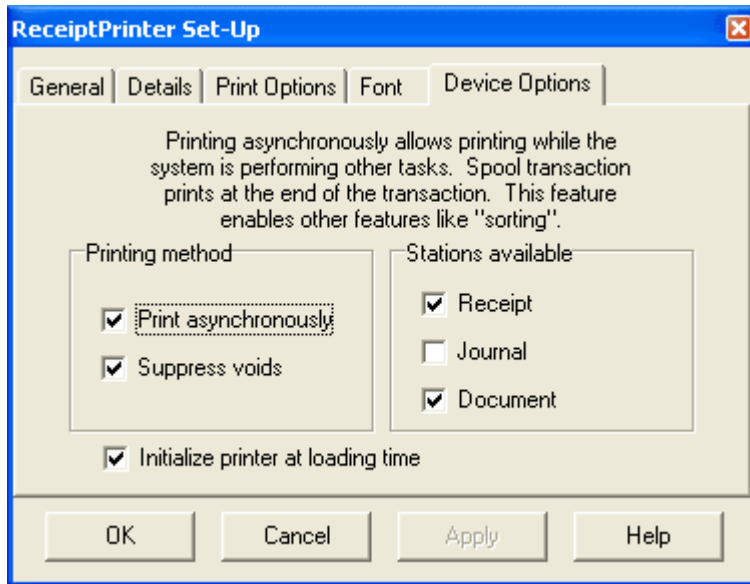 ReceiptPrinter Set-Up
General Details Print Options Font Device Options
Printing asynchronously allows printing while the
system is performing other tasks. Spool transaction
prints at the end of the transaction. This feature
enables other features like "sorting".
Printing method
Print asynchronously
Suppress voids
Stations available
Receipt
Journal
Document
Initialize printer at loading time
OK Cancel Apply Help